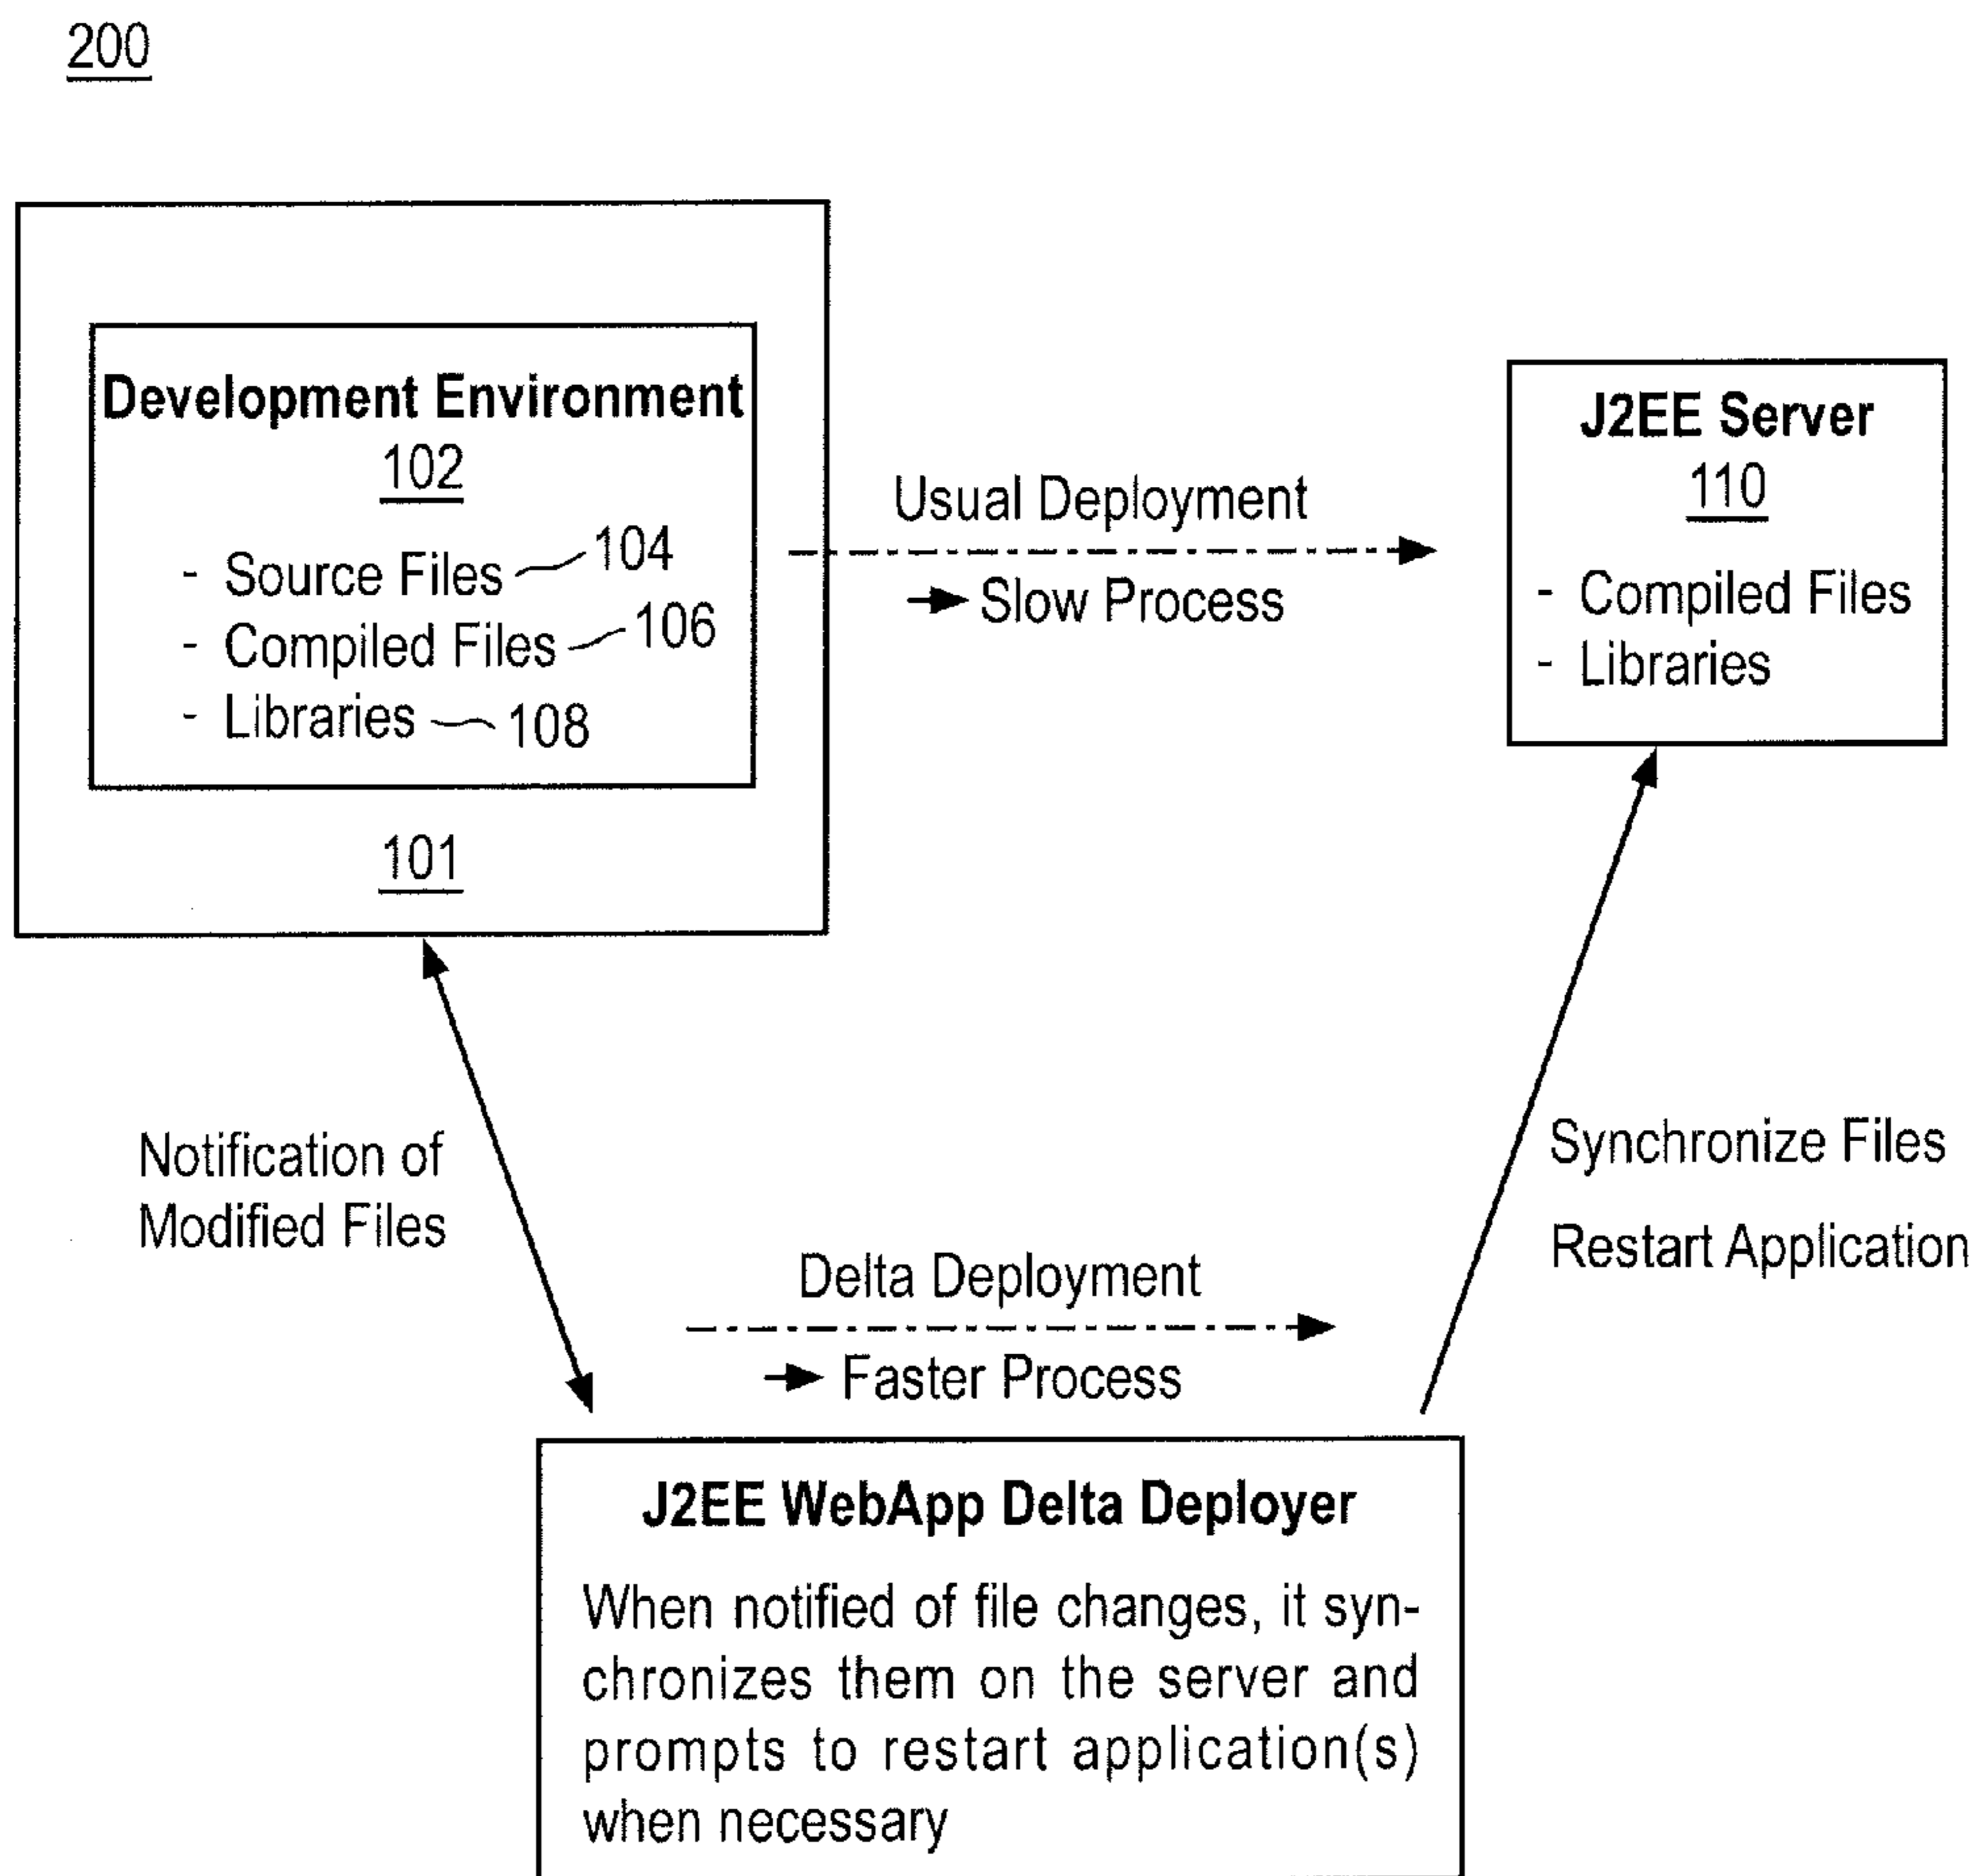 200
Development Environment
102
- Source Files 104
- Compiled Files 106
- Libraries 108
101
Usual Deployment
Slow Process
J2EE Server
110
- Compiled Files
- Libraries
Notification of
Modified Files
Delta Deployment
Faster Process
Synchronize Files
Restart Application
J2EE WebApp Delta Deployer
When notified of file changes, it syn-
chronizes them on the server and
prompts to restart application(s)
when necessary